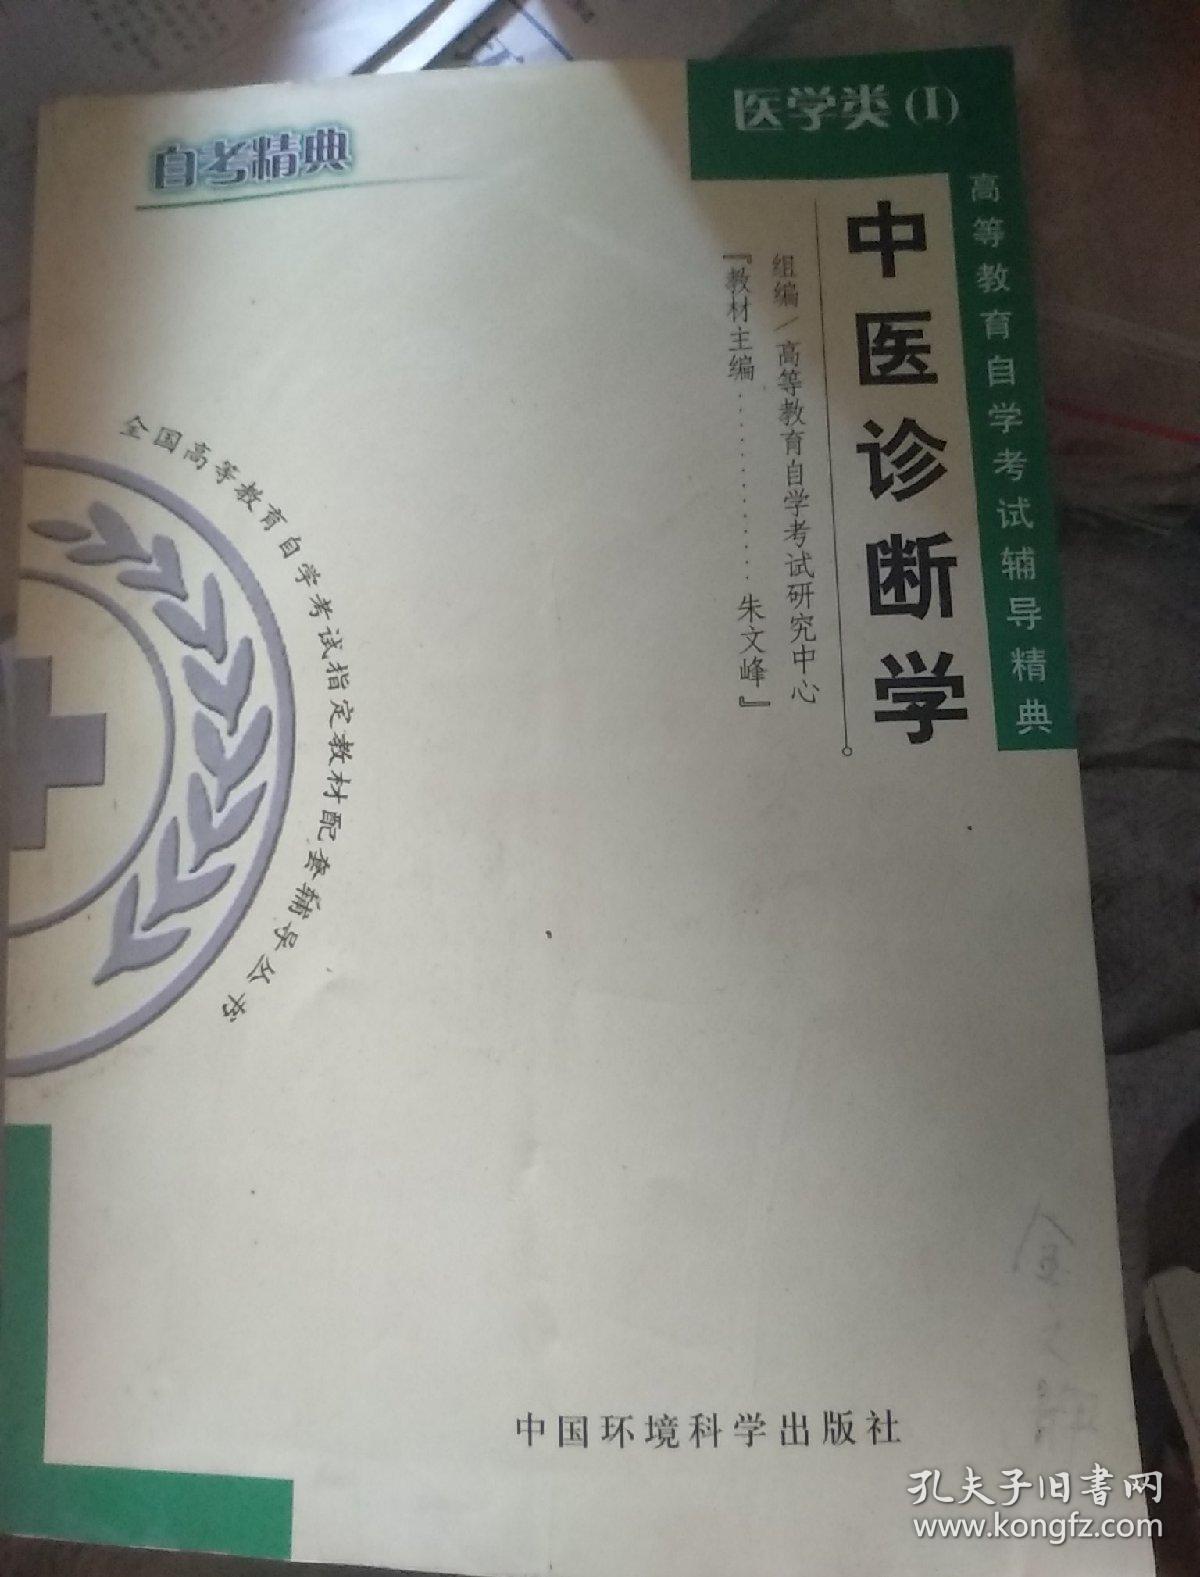 自考精典
医学类(I)
高等教育自学考试辅导精典
中医诊断学
组编／高等教育自学考试研究中心
『教材主编············朱文峰』
全国高等教育自学考试指定教材配套辅导丛书
中国环境科学出版社
孔夫子旧书网
www.kongfz.com